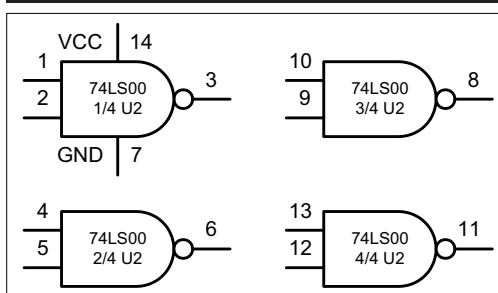 VCC 14
1
74LS00
1/4 U2
3
2
GND 7
10
74LS00
3/4 U2
8
9
4
74LS00
2/4 U2
6
5
13
74LS00
4/4 U2
11
12